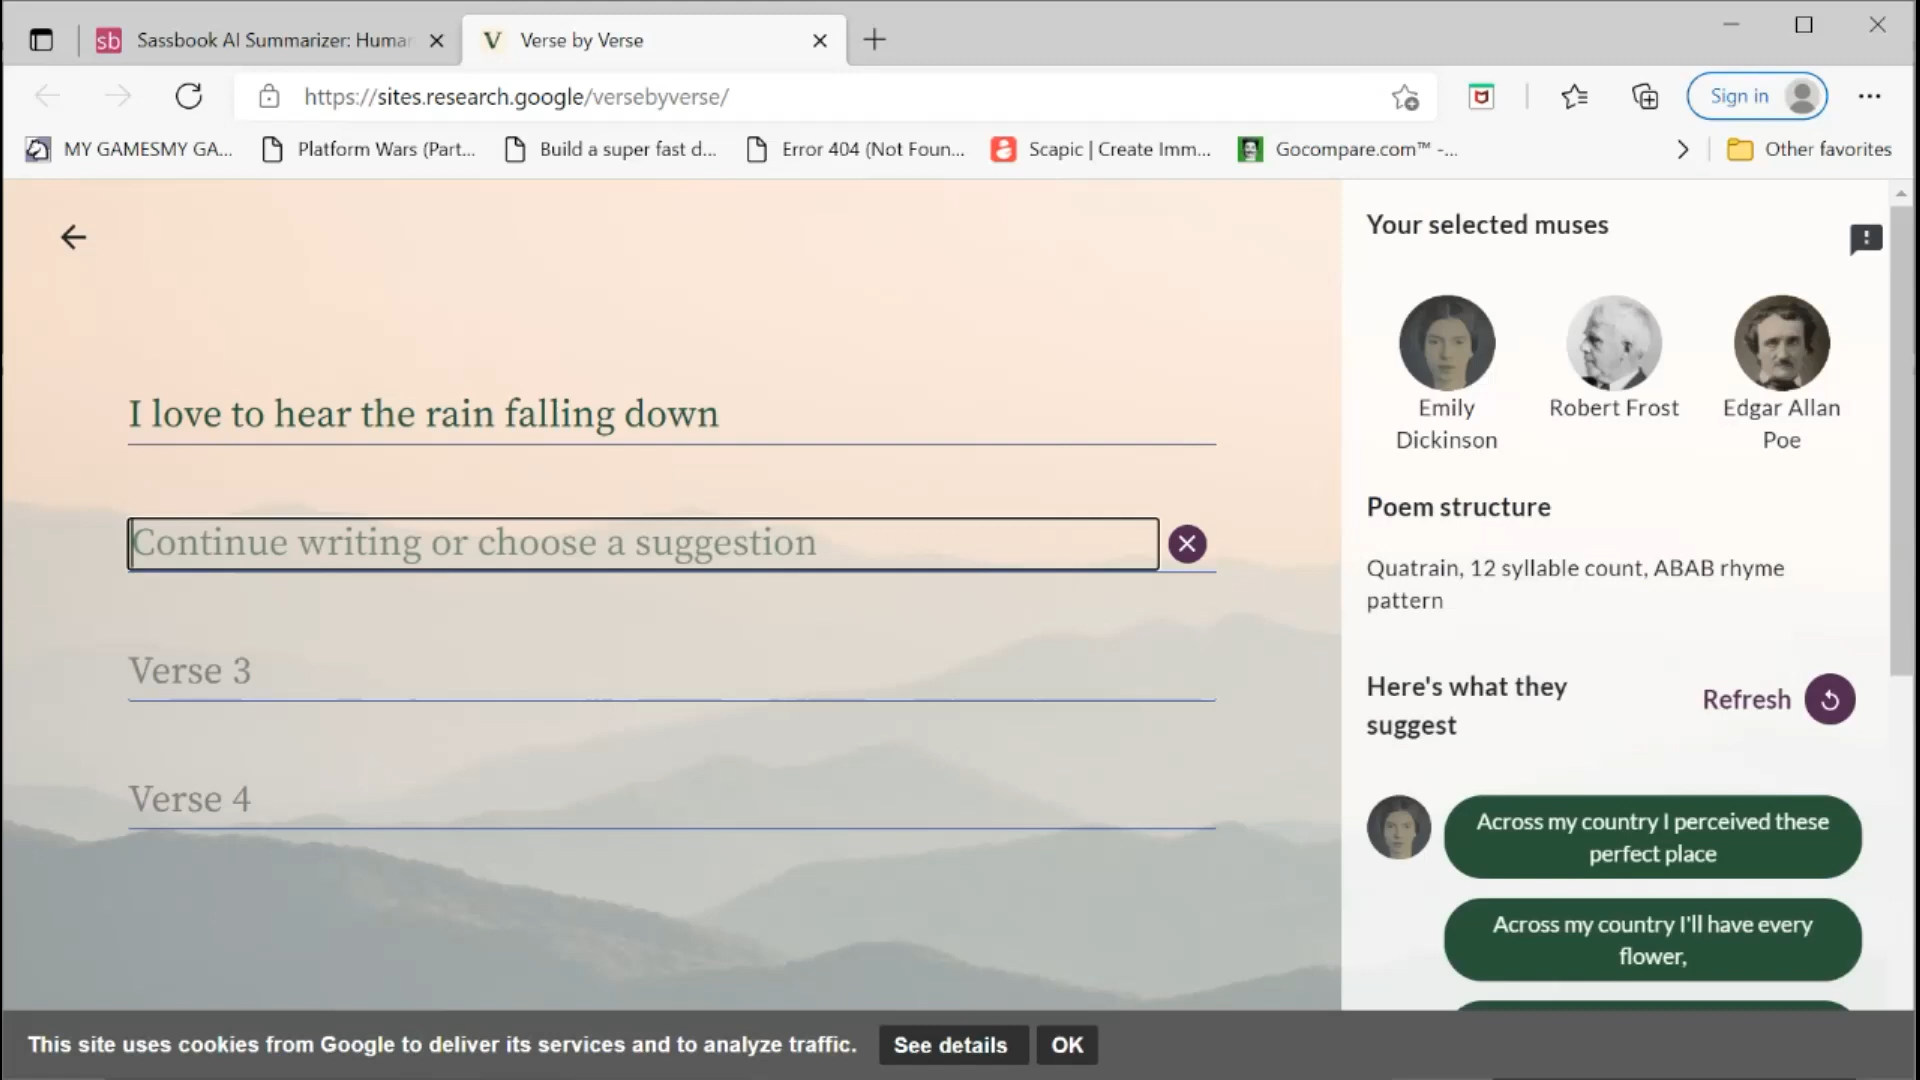 sb Sassbook AI Summarizer: Humar
V Verse by Verse
https://sites.research.google/versebyverse/
Sign in
MY GAMESMY GA...
Platform Wars (Part...
Build a super fast d...
Error 404 (Not Foun...
Scapic | Create Imm...
Gocompare.com™ -...
Other favorites
I love to hear the rain falling down
Continue writing or choose a suggestion
Verse 3
Verse 4
Your selected muses
Emily
Dickinson
Robert Frost
Edgar Allan
Poe
Poem structure
Quatrain, 12 syllable count, ABAB rhyme
pattern
Here's what they
suggest
Refresh
Across my country I perceived these
perfect place
Across my country I'll have every
flower,
This site uses cookies from Google to deliver its services and to analyze traffic.
See details
OK